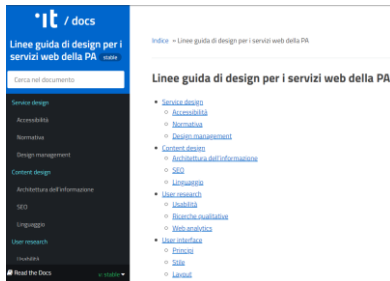 ·it / docs
Linee guida di design per i
servizi web della PA stable
Cerca nel documento
Service design
Accessibilità
Normativa
Design management
Content design
Architettura dell'informazione
SEO
Linguaggio
User research
Usabilità
Read the Docs
v: stable
Indice » Linee guida di design per i servizi web della PA
Linee guida di design per i servizi web della PA
Service design
Accessibilità
Normativa
Design management
Content design
Architettura dell'informazione
SEO
Linguaggio
User research
Usabilità
Ricerche qualitative
Web analytics
User interface
Principi
Stile
Layout